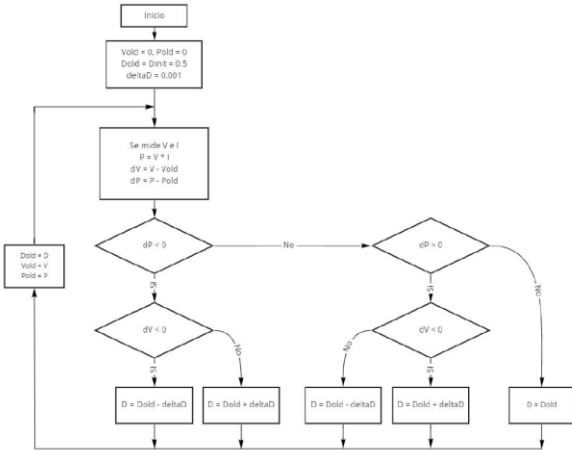 Inicio
Vold = 0, Pold = 0
Dold = Dinit = 0.5
deltaD = 0.001
Se mide V e I
P = V * I
dV = V - Vold
dP = P - Pold
dP < 0
No
dP > 0
Dold = D
Vold = V
Pold = P
SI
SI
No
dV < 0
No
No
dV < 0
SI
SI
D = Dold - deltaD
D = Dold + deltaD
D = Dold - deltaD
D = Dold + deltaD
D = Dold